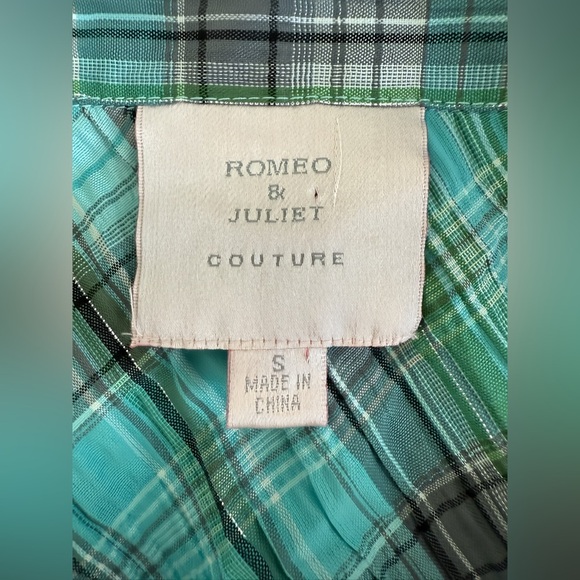 ROMEO
&
JULIET
COUTURE
S
MADE IN
CHINA